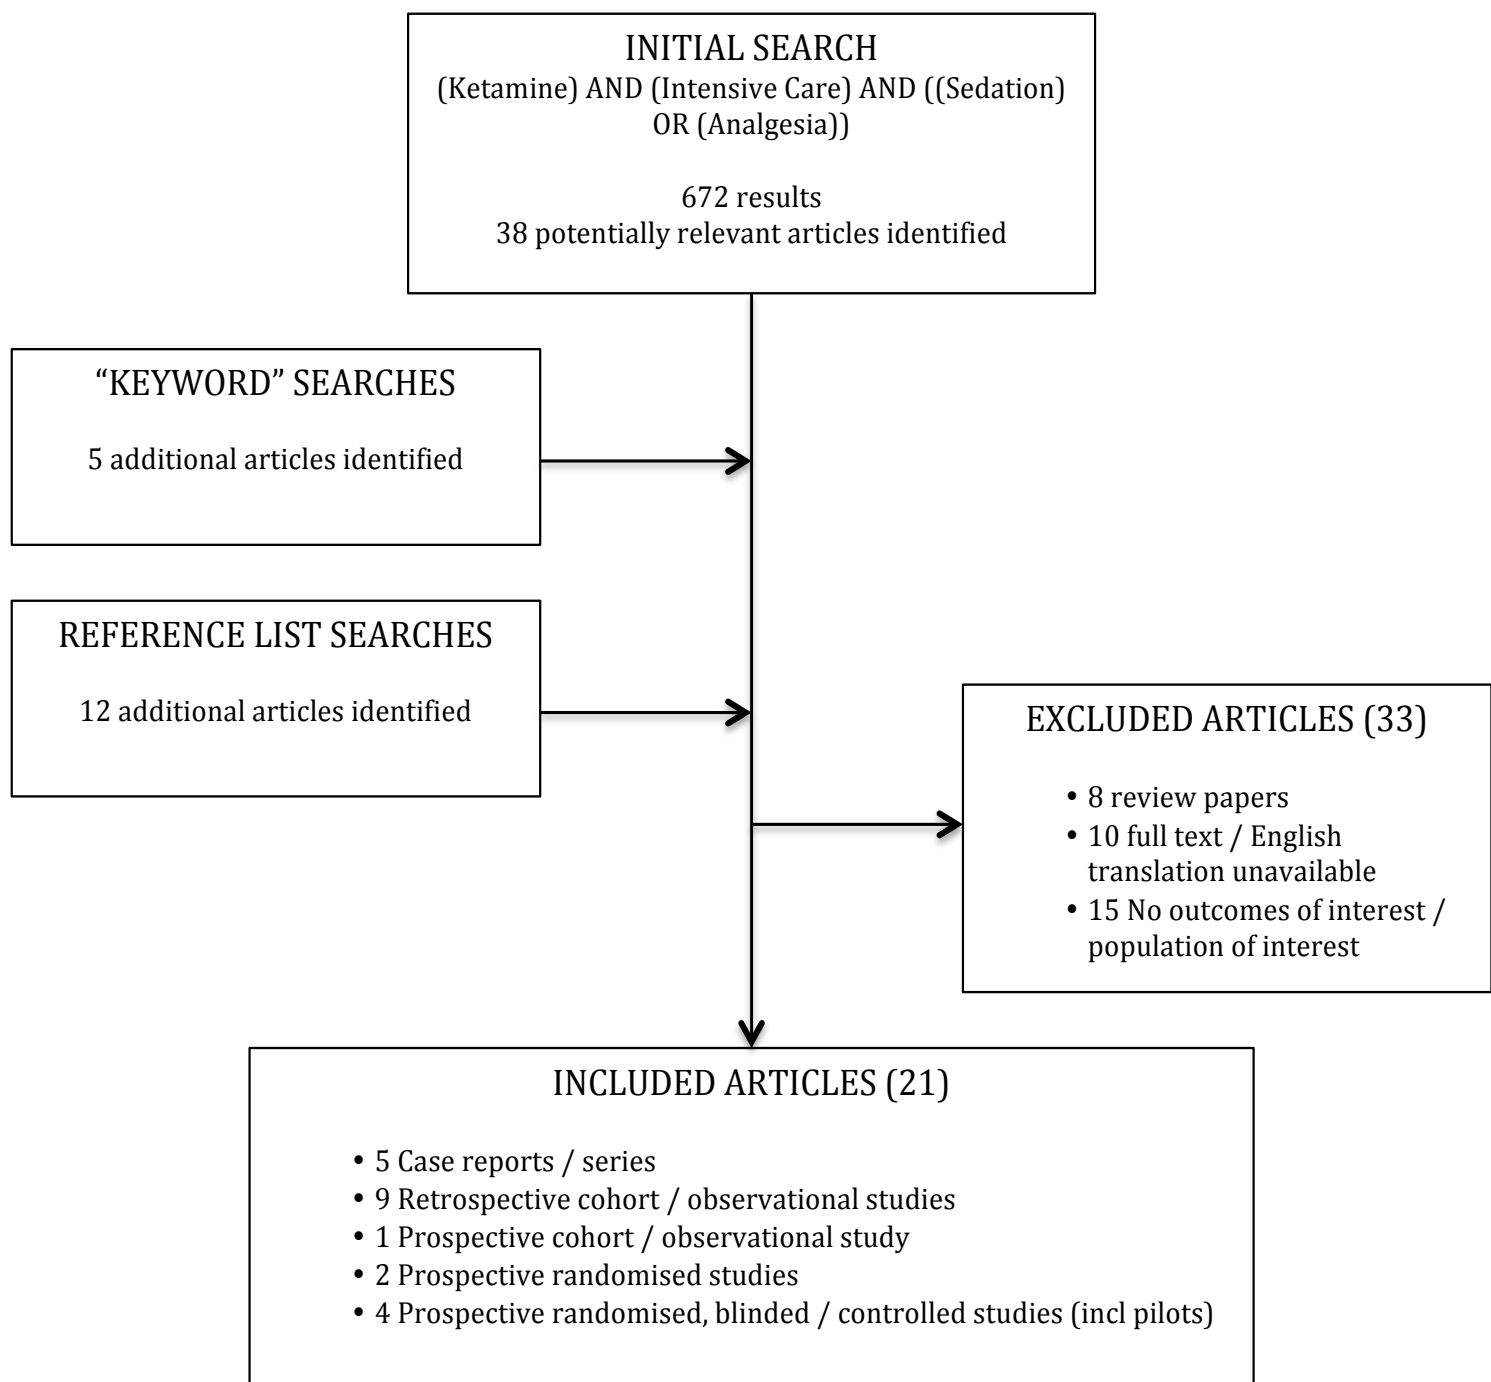 INITIAL SEARCH
(Ketamine) AND (Intensive Care) AND ((Sedation)
OR (Analgesia))
672 results
38 potentially relevant articles identified
“KEYWORD” SEARCHES
5 additional articles identified
REFERENCE LIST SEARCHES
12 additional articles identified
EXCLUDED ARTICLES (33)
• 8 review papers
• 10 full text / English
translation unavailable
• 15 No outcomes of interest /
population of interest
INCLUDED ARTICLES (21)
• 5 Case reports / series
• 9 Retrospective cohort / observational studies
• 1 Prospective cohort / observational study
• 2 Prospective randomised studies
• 4 Prospective randomised, blinded / controlled studies (incl pilots)